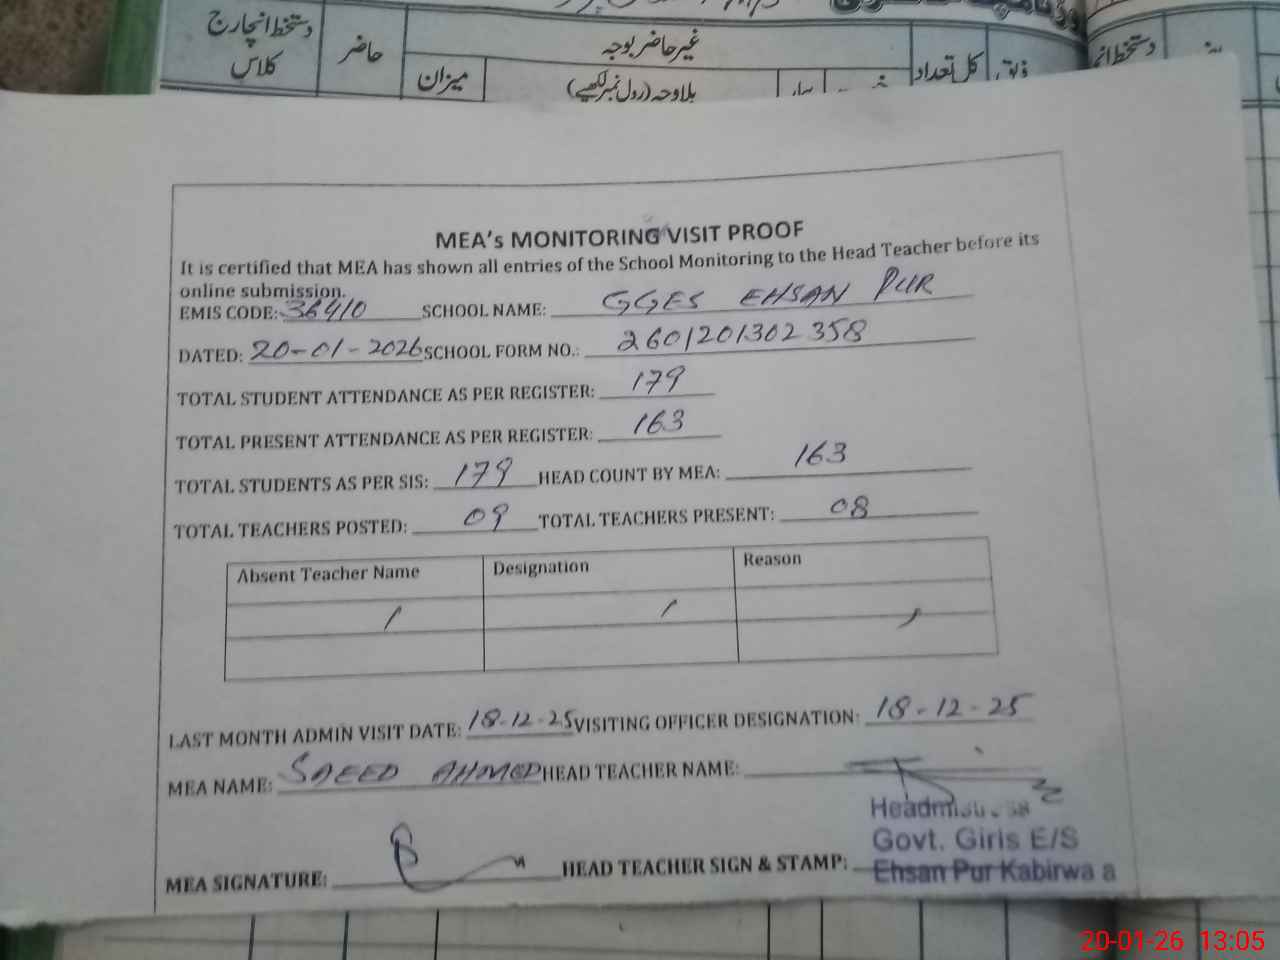 دستخط انچارج کلاس
حاضر
غیر حاضر بوجہ
میزان
بلاوجہ (رول نمبر لکھیے)
کل تعداد
MEA's MONITORING VISIT PROOF
It is certified that MEA has shown all entries of the School Monitoring to the Head Teacher before its
online submission.
EMIS CODE: 36410 SCHOOL NAME: GGES EHSAN PUR
DATED: 20-01-2026 SCHOOL FORM NO.: 2601201302358
TOTAL STUDENT ATTENDANCE AS PER REGISTER: 179
TOTAL PRESENT ATTENDANCE AS PER REGISTER: 163
TOTAL STUDENTS AS PER SIS: 179 HEAD COUNT BY MEA: 163
TOTAL TEACHERS POSTED: 09 TOTAL TEACHERS PRESENT: 08
Absent Teacher Name Designation Reason
LAST MONTH ADMIN VISIT DATE: 18-12-25 VISITING OFFICER DESIGNATION: 18-12-25
MEA NAME: SAEED AHMED HEAD TEACHER NAME:
Headmistress
Govt. Girls E/S
MEA SIGNATURE: HEAD TEACHER SIGN & STAMP: Ehsan Pur Kabirwa a
20-01-26 13:05